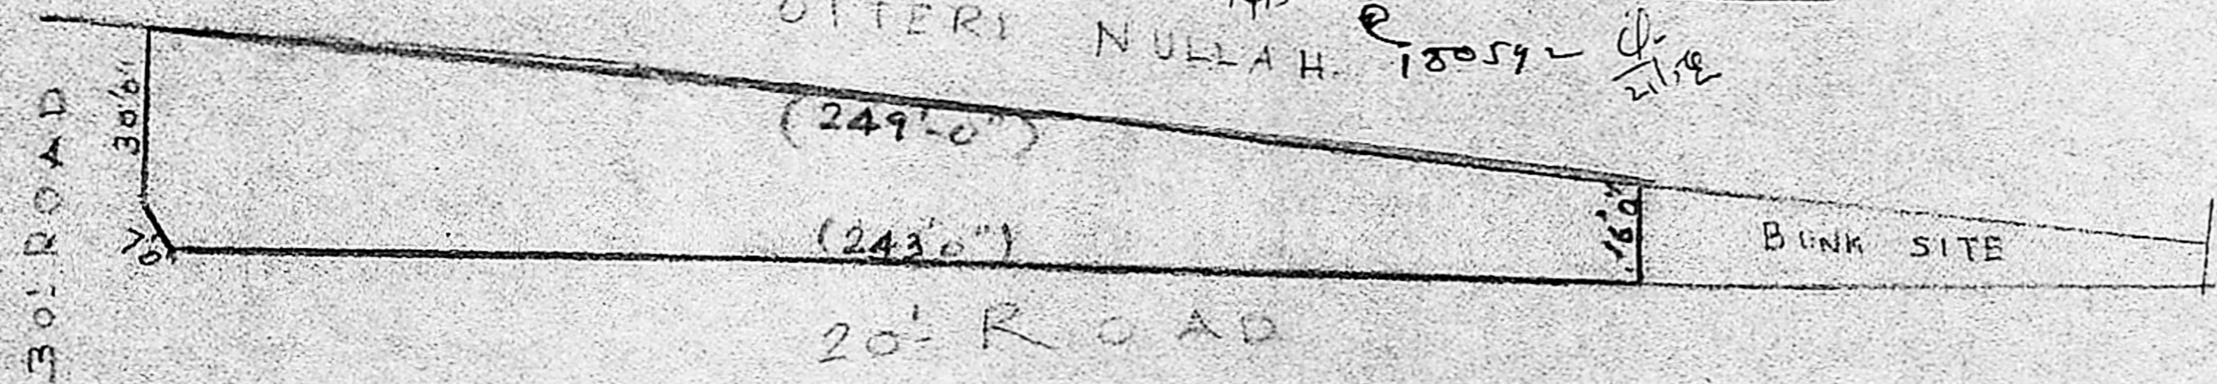 OTTERI NULLAH
30'-ROAD
30'0"
(249'-0")
(243'0")
16'0"
BUNK SITE
20'-ROAD